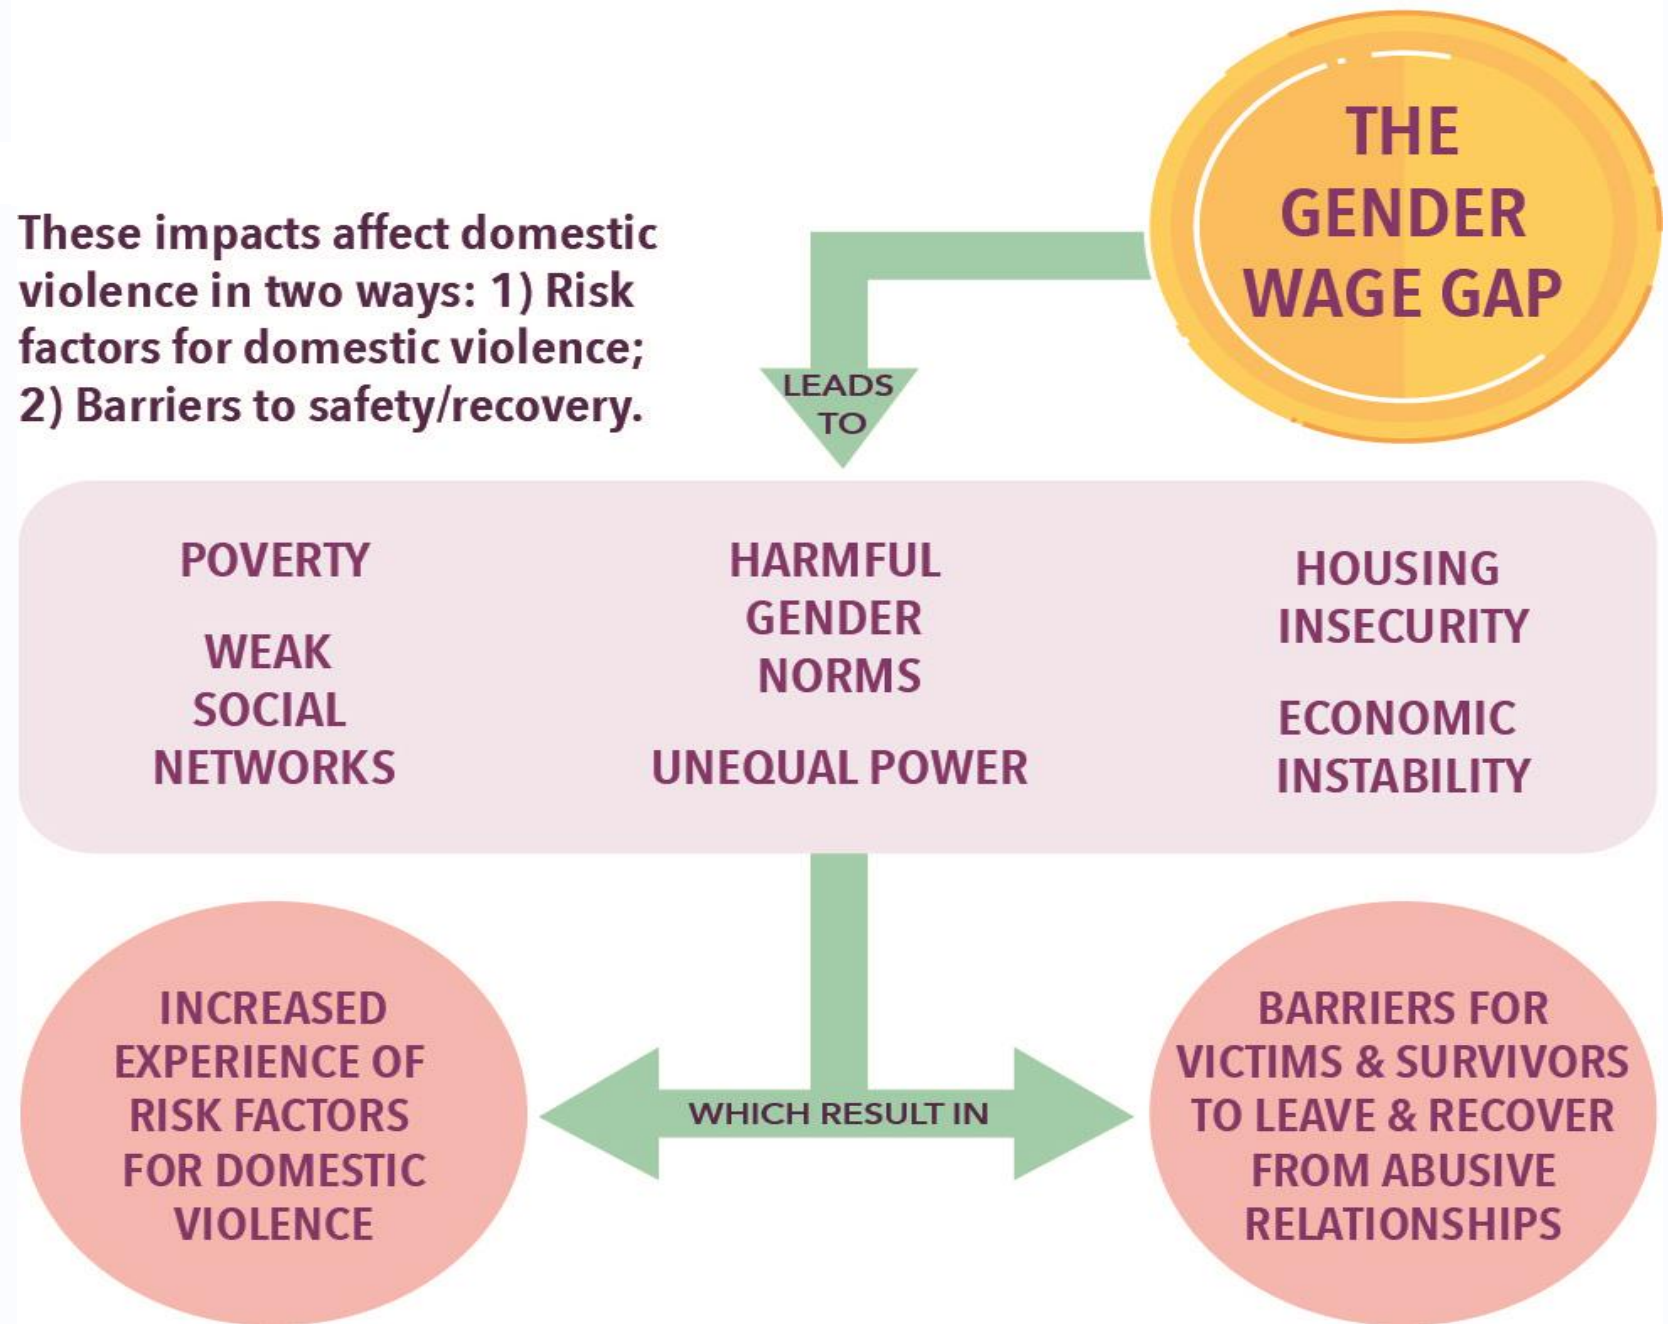 THE
GENDER
WAGE GAP
These impacts affect domestic
violence in two ways: 1) Risk
factors for domestic violence;
2) Barriers to safety/recovery.
LEADS
TO
POVERTY
WEAK
SOCIAL
NETWORKS
HARMFUL
GENDER
NORMS
UNEQUAL POWER
HOUSING
INSECURITY
ECONOMIC
INSTABILITY
WHICH RESULT IN
INCREASED
EXPERIENCE OF
RISK FACTORS
FOR DOMESTIC
VIOLENCE
BARRIERS FOR
VICTIMS & SURVIVORS
TO LEAVE & RECOVER
FROM ABUSIVE
RELATIONSHIPS